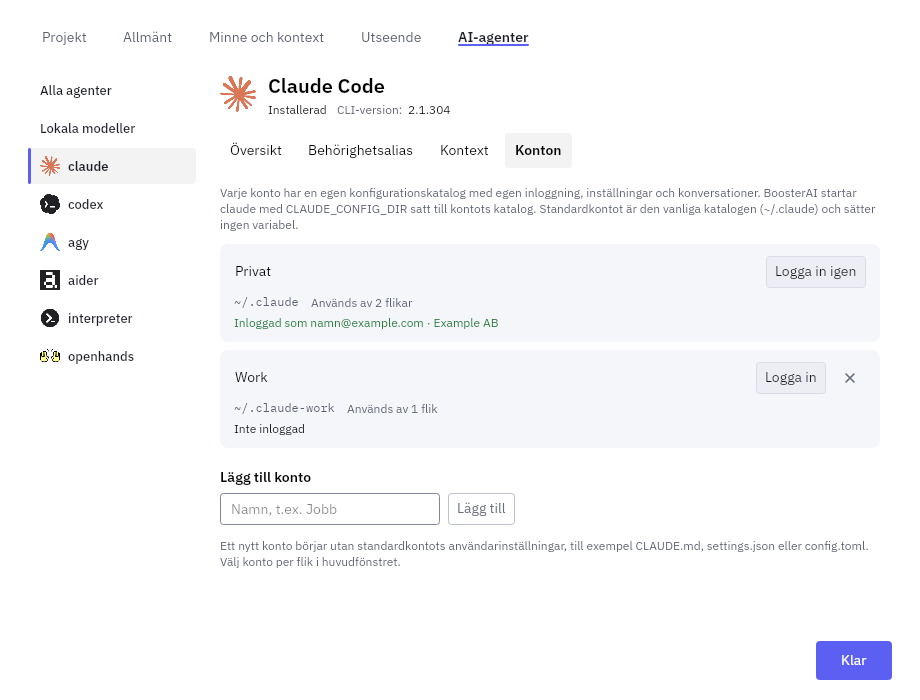 Projekt
Allmänt
Minne och kontext
Utseende
AI-agenter
Alla agenter
Lokala modeller
claude
codex
agy
aider
interpreter
openhands
Claude Code
Installerad CLI-version: 2.1.304
Översikt
Behörighetsalias
Kontext
Konton
Varje konto har en egen konfigurationskatalog med egen inloggning, inställningar och konversationer. BoosterAI startar
claude med CLAUDE_CONFIG_DIR satt till kontots katalog. Standardkontot är den vanliga katalogen (~/.claude) och sätter
ingen variabel.
Privat
Logga in igen
~/.claude Används av 2 flikar
Inloggad som namn@example.com · Example AB
Work
Logga in
~/.claude-work Används av 1 flik
Inte inloggad
Lägg till konto
Namn, t.ex. Jobb
Lägg till
Ett nytt konto börjar utan standardkontots användarinställningar, till exempel CLAUDE.md, settings.json eller config.toml.
Välj konto per flik i huvudfönstret.
Klar